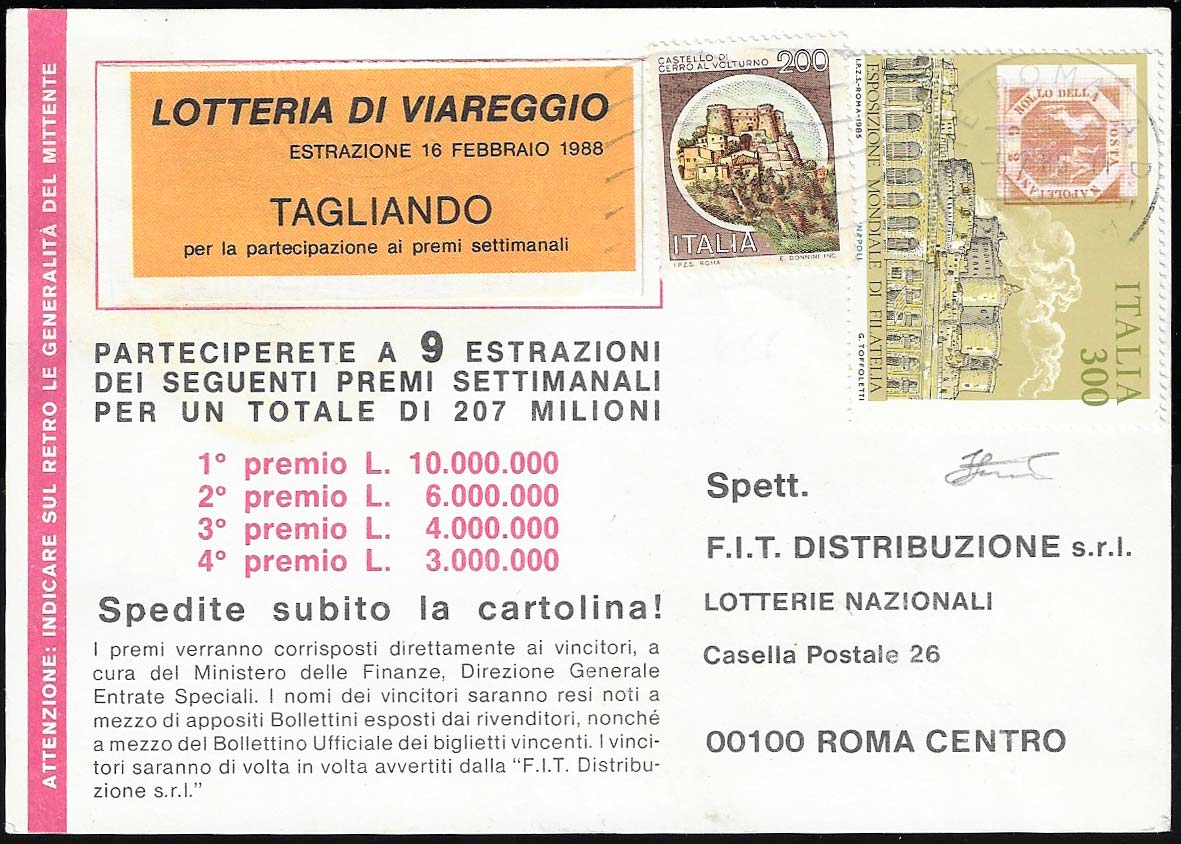 ATTENZIONE: INDICARE SUL RETRO LE GENERALITÀ DEL MITTENTE
LOTTERIA DI VIAREGGIO
ESTRAZIONE 16 FEBBRAIO 1988
TAGLIANDO
per la partecipazione ai premi settimanali
CASTELLO DI
CERRO AL VOLTURNO
200
ITALIA
I.P.Z.S. ROMA
E. DONNINI INC.
I.P.Z.S.-ROMA-1985
NAPOLI
G. TOFFOLETTI
ESPOSIZIONE MONDIALE DI FILATELIA
BOLLO DELLA
POSTA
NAPOLETANA
G 2
ITALIA
300
ROMA
PARTECIPERETE A 9 ESTRAZIONI
DEI SEGUENTI PREMI SETTIMANALI
PER UN TOTALE DI 207 MILIONI
1° premio L. 10.000.000
2° premio L. 6.000.000
3° premio L. 4.000.000
4° premio L. 3.000.000
Spedite subito la cartolina!
I premi verranno corrisposti direttamente ai vincitori, a
cura del Ministero delle Finanze, Direzione Generale
Entrate Speciali. I nomi dei vincitori saranno resi noti a
mezzo di appositi Bollettini esposti dai rivenditori, nonché
a mezzo del Bollettino Ufficiale dei biglietti vincenti. I vinci-
tori saranno di volta in volta avvertiti dalla “F.I.T. Distribu-
zione s.r.l.”
Spett.
F.I.T. DISTRIBUZIONE s.r.l.
LOTTERIE NAZIONALI
Casella Postale 26
00100 ROMA CENTRO